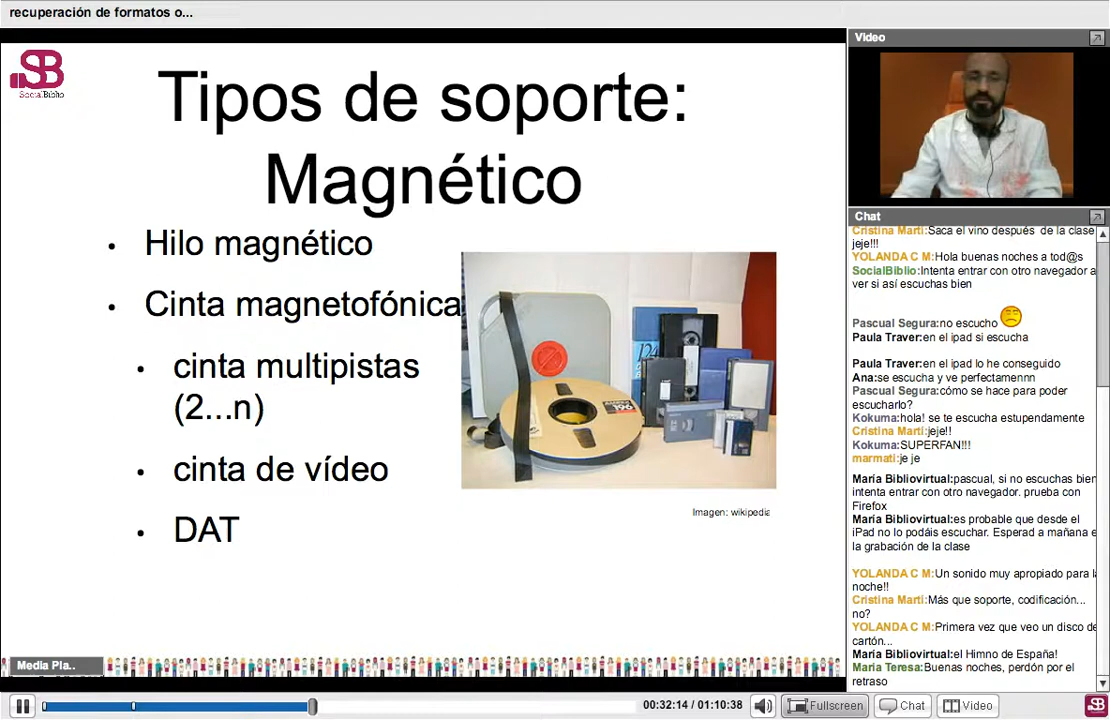 recuperación de formatos o...
SB
SocialBiblio
Tipos de soporte:
Magnético
• Hilo magnético
• Cinta magnetofónica
• cinta multipistas
(2...n)
• cinta de vídeo
• DAT
Imagen: wikipedia
Media Pla..
Video
Chat
Cristina Marti:Saca el vino después de la clase
jeje!!!
YOLANDA C M:Hola buenas noches a tod@s
SocialBiblio:Intenta entrar con otro navegador a
ver si así escuchas bien
Pascual Segura:no escucho
Paula Traver:en el ipad si escucha
Paula Traver:en el ipad lo he conseguido
Ana:se escucha y ve perfectamennn
Pascual Segura:cómo se hace para poder
escucharlo?
Kokuma:hola! se te escucha estupendamente
Cristina Marti:jeje!!
Kokuma:SUPERFAN!!!
marmati:je je
María Bibliovirtual:pascual, si no escuchas bien
intenta entrar con otro navegador. prueba con
Firefox
María Bibliovirtual:es probable que desde el
iPad no lo podáis escuchar. Esperad a mañana e
la grabación de la clase
YOLANDA C M:Un sonido muy apropiado para la
noche!!
Cristina Marti:Más que soporte, codificación...
no?
YOLANDA C M:Primera vez que veo un disco de
cartón...
María Bibliovirtual:el Himno de España!
Maria Teresa:Buenas noches, perdón por el
retraso
00:32:14 / 01:10:38
Fullscreen
Chat
Video
SB